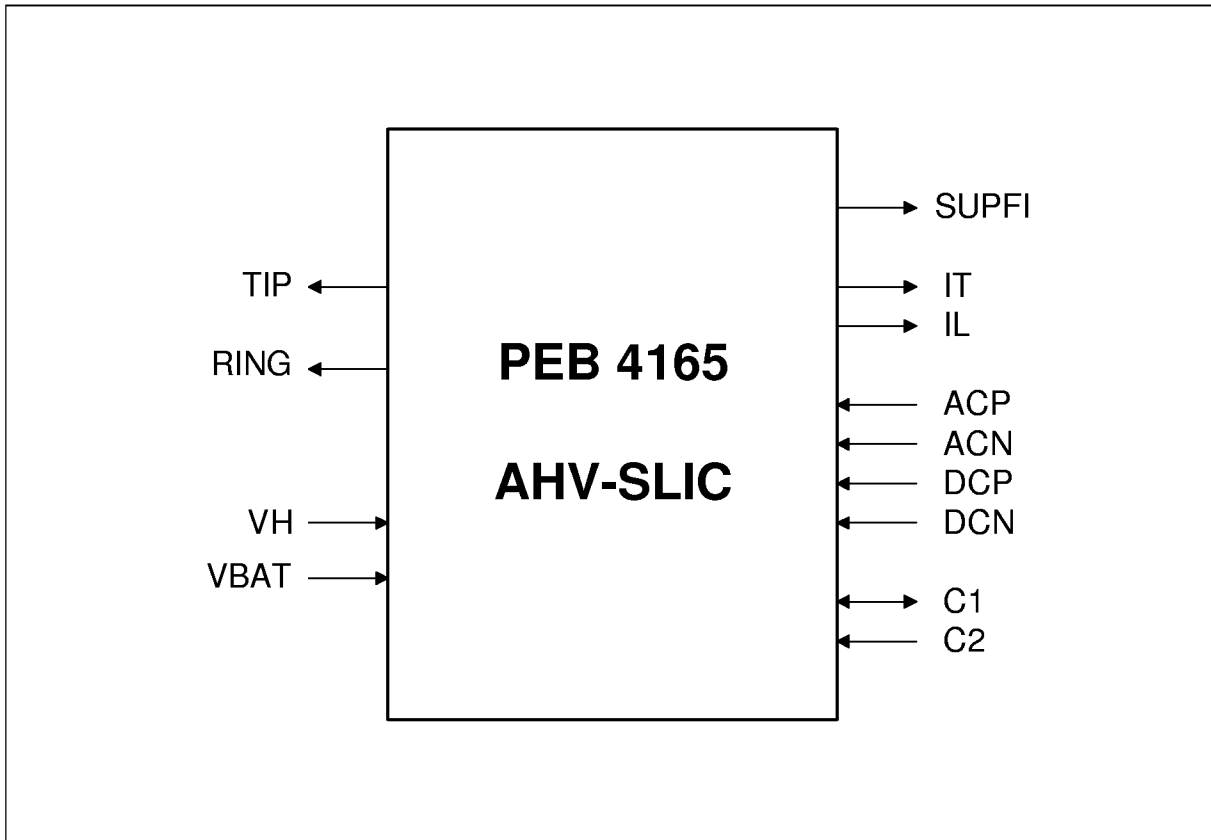 SUPFI
TIP
IT
IL
RING
PEB 4165
ACP
ACN
AHV-SLIC
DCP
VH
DCN
VBAT
C1
C2